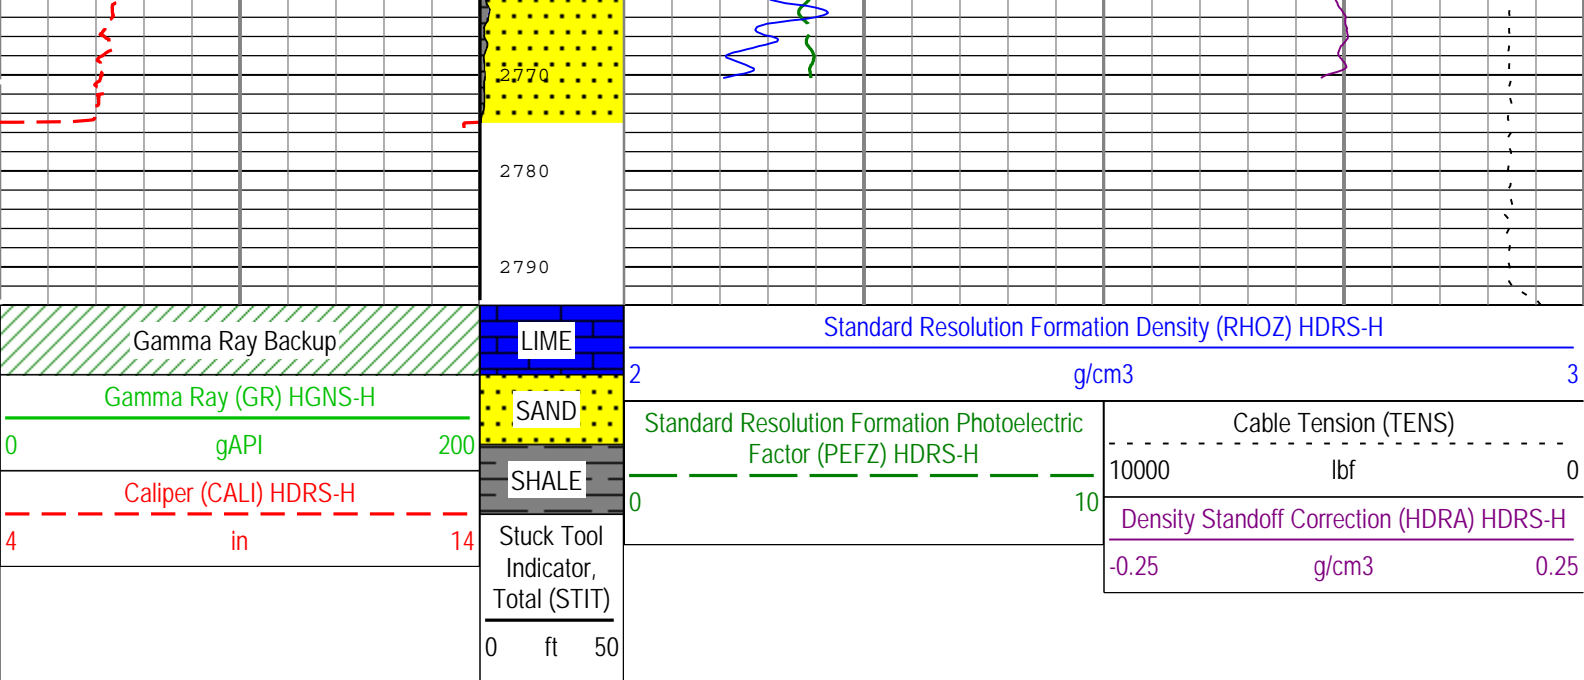 2770
2780
2790
Gamma Ray Backup
Gamma Ray (GR) HGNS-H
0 gAPI 200
Caliper (CALI) HDRS-H
4 in 14
LIME
SAND
SHALE
Stuck Tool
Indicator,
Total (STIT)
0 ft 50
Standard Resolution Formation Density (RHOZ) HDRS-H
2 g/cm3 3
Standard Resolution Formation Photoelectric
Factor (PEFZ) HDRS-H
0 10
Cable Tension (TENS)
10000 lbf 0
Density Standoff Correction (HDRA) HDRS-H
-0.25 g/cm3 0.25